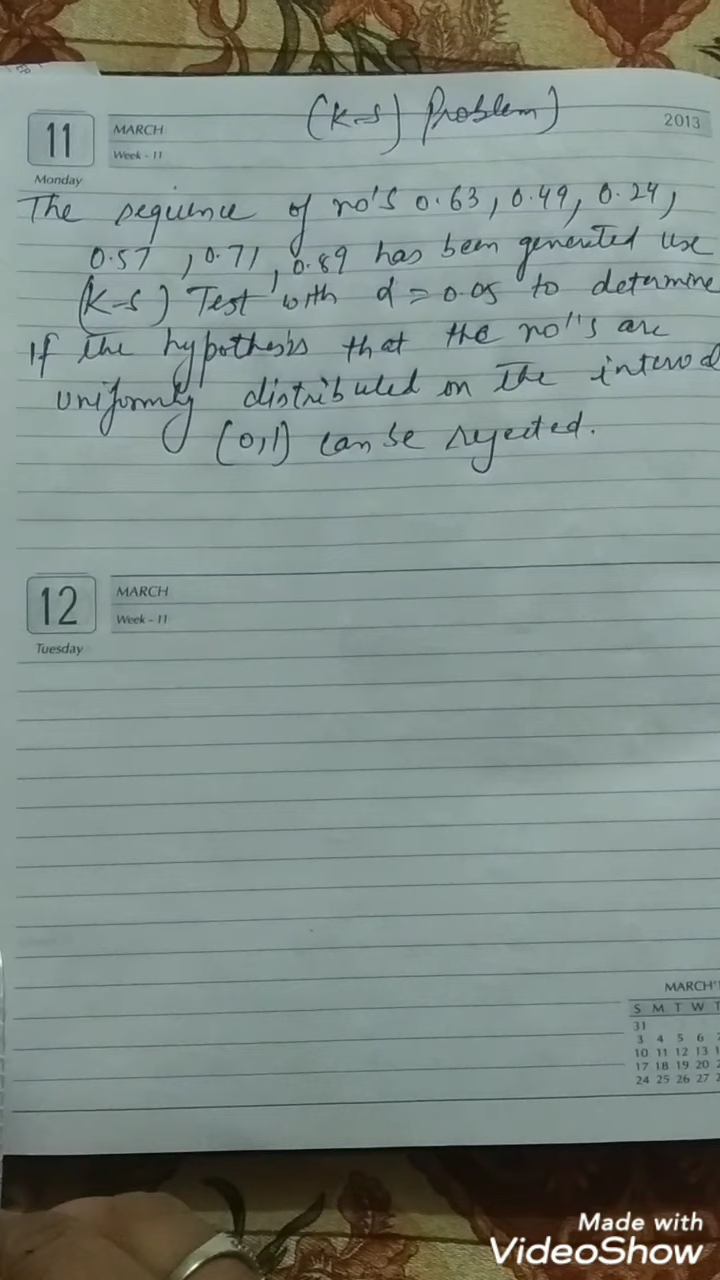 (K-S) Problem)
11
MARCH
2013
Week - 11
Monday
The sequence of no's 0.63, 0.49, 0.24,
0.57, 0.71, 0.89 has been generated use
(K-S) Test with α = 0.05 to determine
If the hypothesis that the no's are
uniformly distributed on the interval
(0,1) can be rejected.
12
MARCH
Week - 11
Tuesday
MARCH'1
S M T W T
31
3 4 5 6
10 11 12 13 1
17 18 19 20 2
24 25 26 27 2
Made with
VideoShow